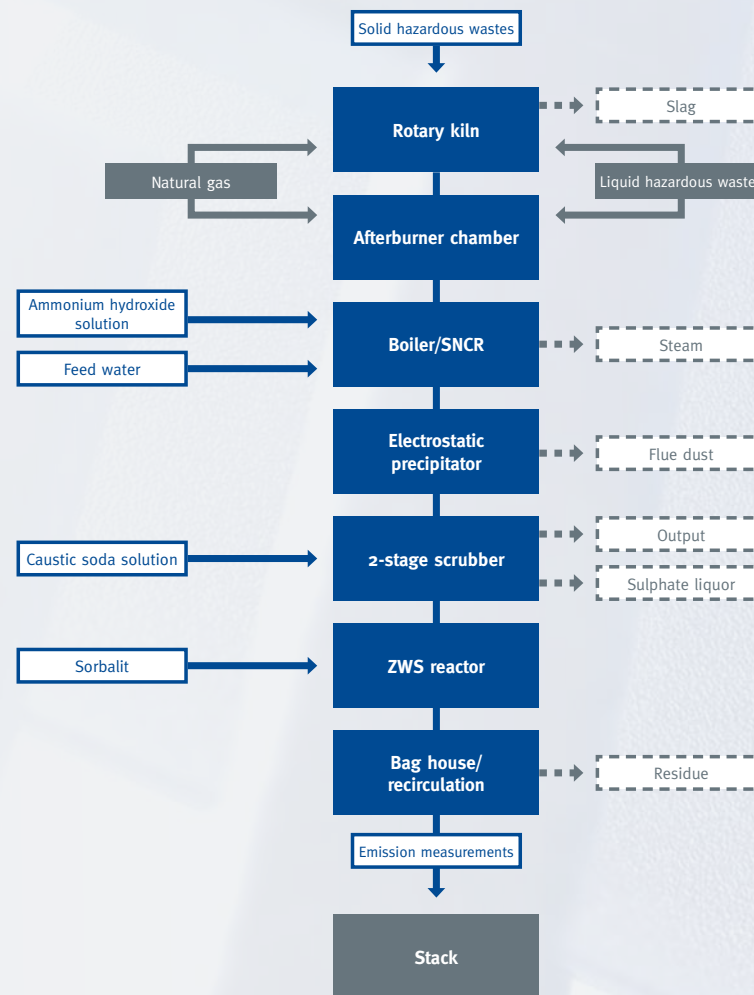 Solid hazardous wastes
Rotary kiln
Slag
Natural gas
Liquid hazardous waste
Afterburner chamber
Ammonium hydroxide
solution
Boiler/SNCR
Steam
Feed water
Electrostatic
precipitator
Flue dust
Caustic soda solution
2-stage scrubber
Output
Sulphate liquor
Sorbalit
ZWS reactor
Bag house/
recirculation
Residue
Emission measurements
Stack